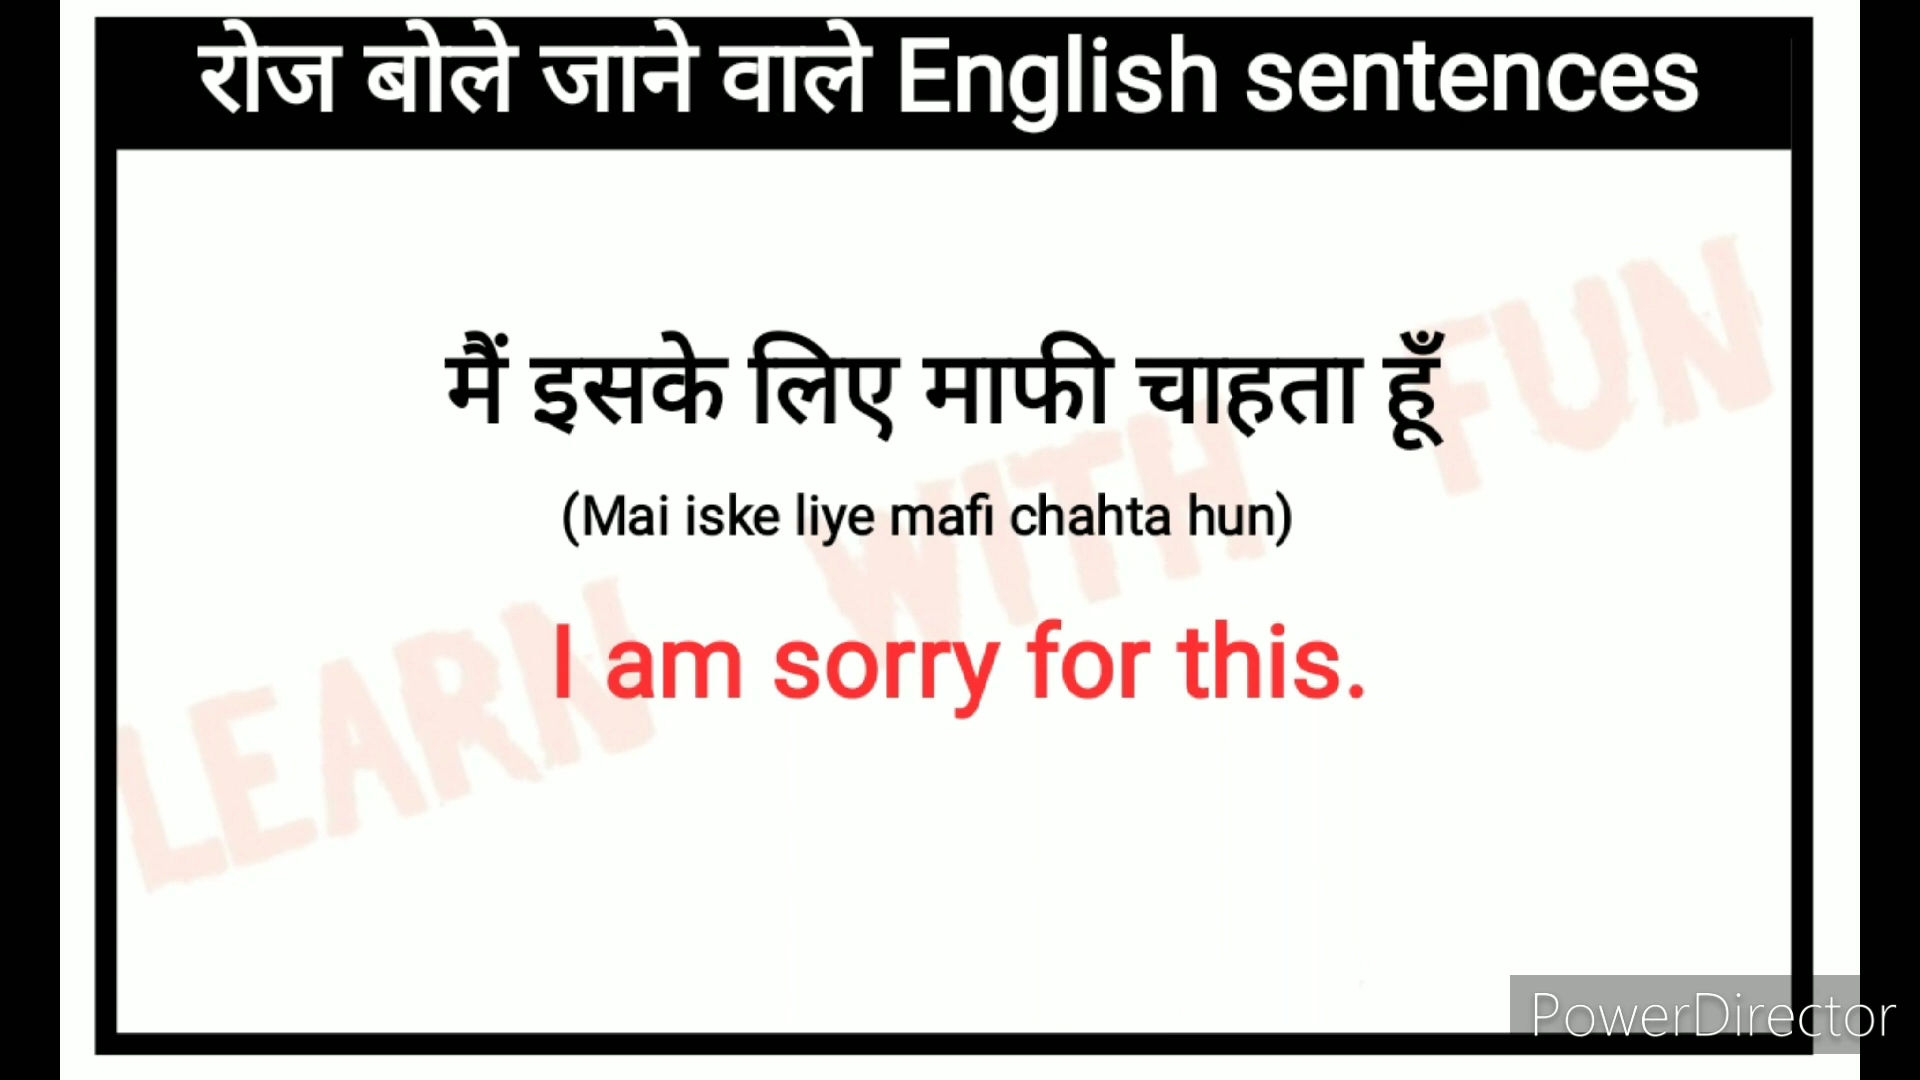 रोज बोले जाने वाले English sentences
मैं इसके लिए माफी चाहता हूँ
(Mai iske liye mafi chahta hun)
I am sorry for this.
LEARN WITH FUN
PowerDirector